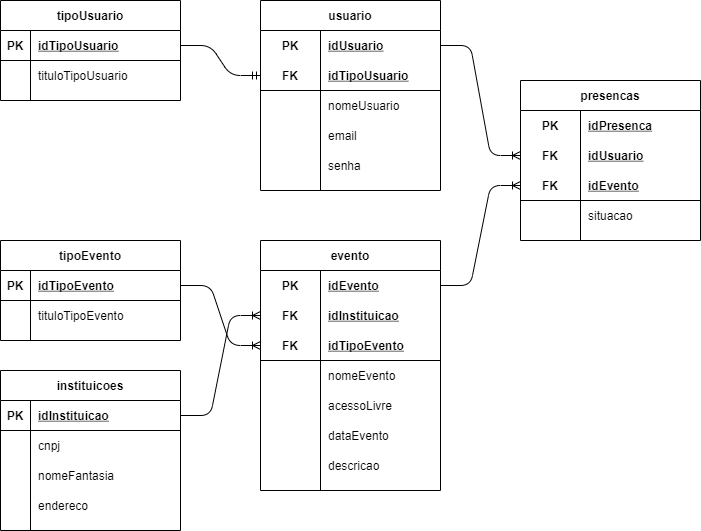 tipoUsuario
PK idTipoUsuario
tituloTipoUsuario
usuario
PK idUsuario
FK idTipoUsuario
nomeUsuario
email
senha
presencas
PK idPresenca
FK idUsuario
FK idEvento
situacao
tipoEvento
PK idTipoEvento
tituloTipoEvento
evento
PK idEvento
FK idInstituicao
FK idTipoEvento
nomeEvento
acessoLivre
dataEvento
descricao
instituicoes
PK idInstituicao
cnpj
nomeFantasia
endereco